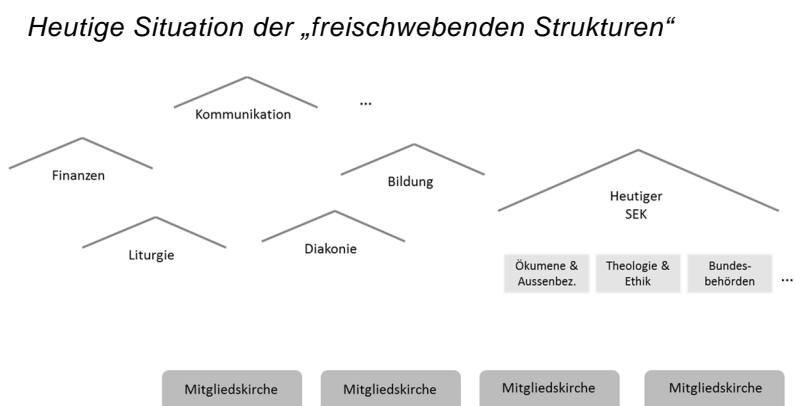 Heutige Situation der „freischwebenden Strukturen“
Kommunikation
...
Finanzen
Bildung
Heutiger
SEK
Liturgie
Diakonie
Ökumene &
Aussenbez.
Theologie &
Ethik
Bundes-
behörden
...
Mitgliedskirche
Mitgliedskirche
Mitgliedskirche
Mitgliedskirche